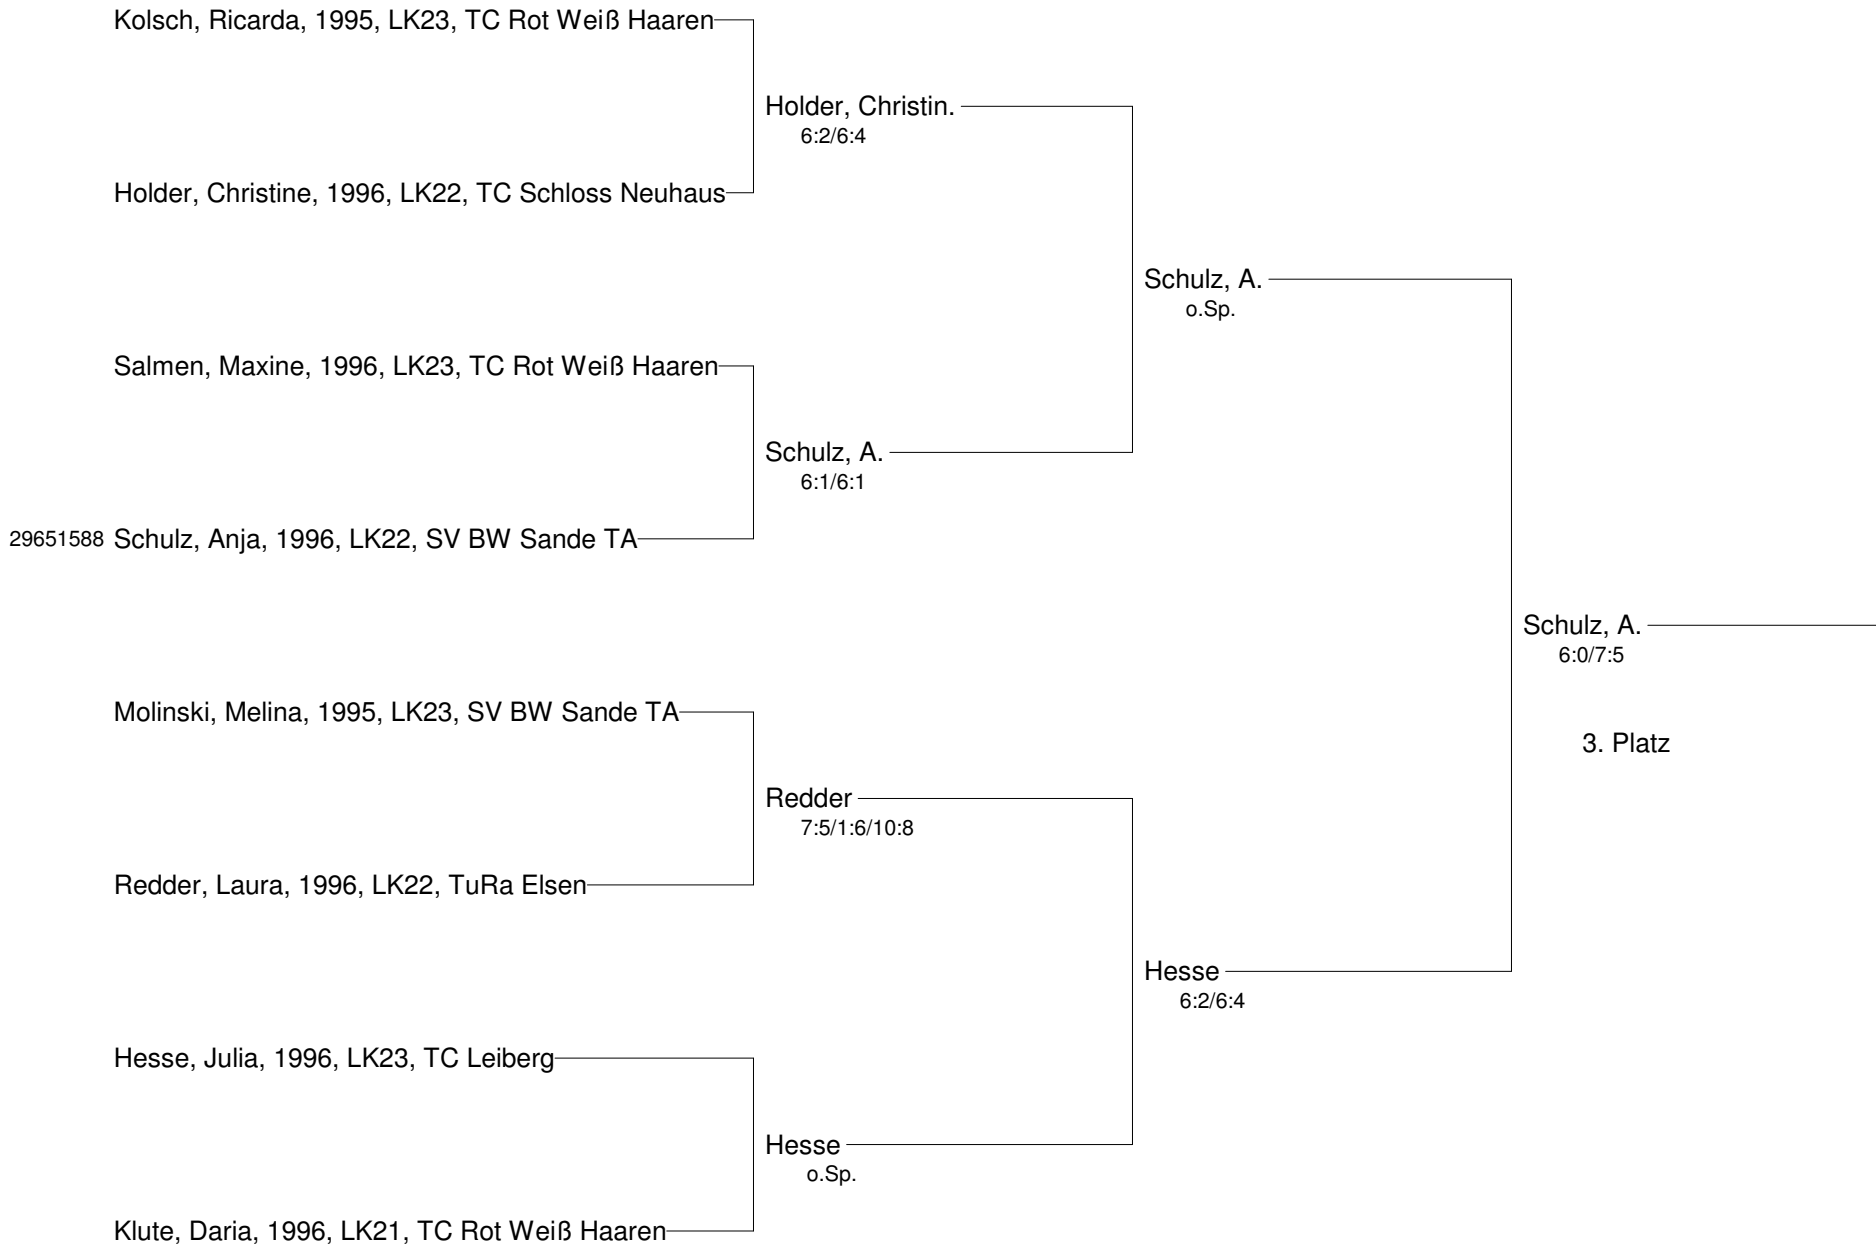 Kolsch, Ricarda, 1995, LK23, TC Rot Weiß Haaren
Holder, Christin.
6:2/6:4
Holder, Christine, 1996, LK22, TC Schloss Neuhaus
Schulz, A.
o.Sp.
Salmen, Maxine, 1996, LK23, TC Rot Weiß Haaren
Schulz, A.
6:1/6:1
29651588 Schulz, Anja, 1996, LK22, SV BW Sande TA
Schulz, A.
6:0/7:5
Molinski, Melina, 1995, LK23, SV BW Sande TA
3. Platz
Redder
7:5/1:6/10:8
Redder, Laura, 1996, LK22, TuRa Elsen
Hesse
6:2/6:4
Hesse, Julia, 1996, LK23, TC Leiberg
Hesse
o.Sp.
Klute, Daria, 1996, LK21, TC Rot Weiß Haaren